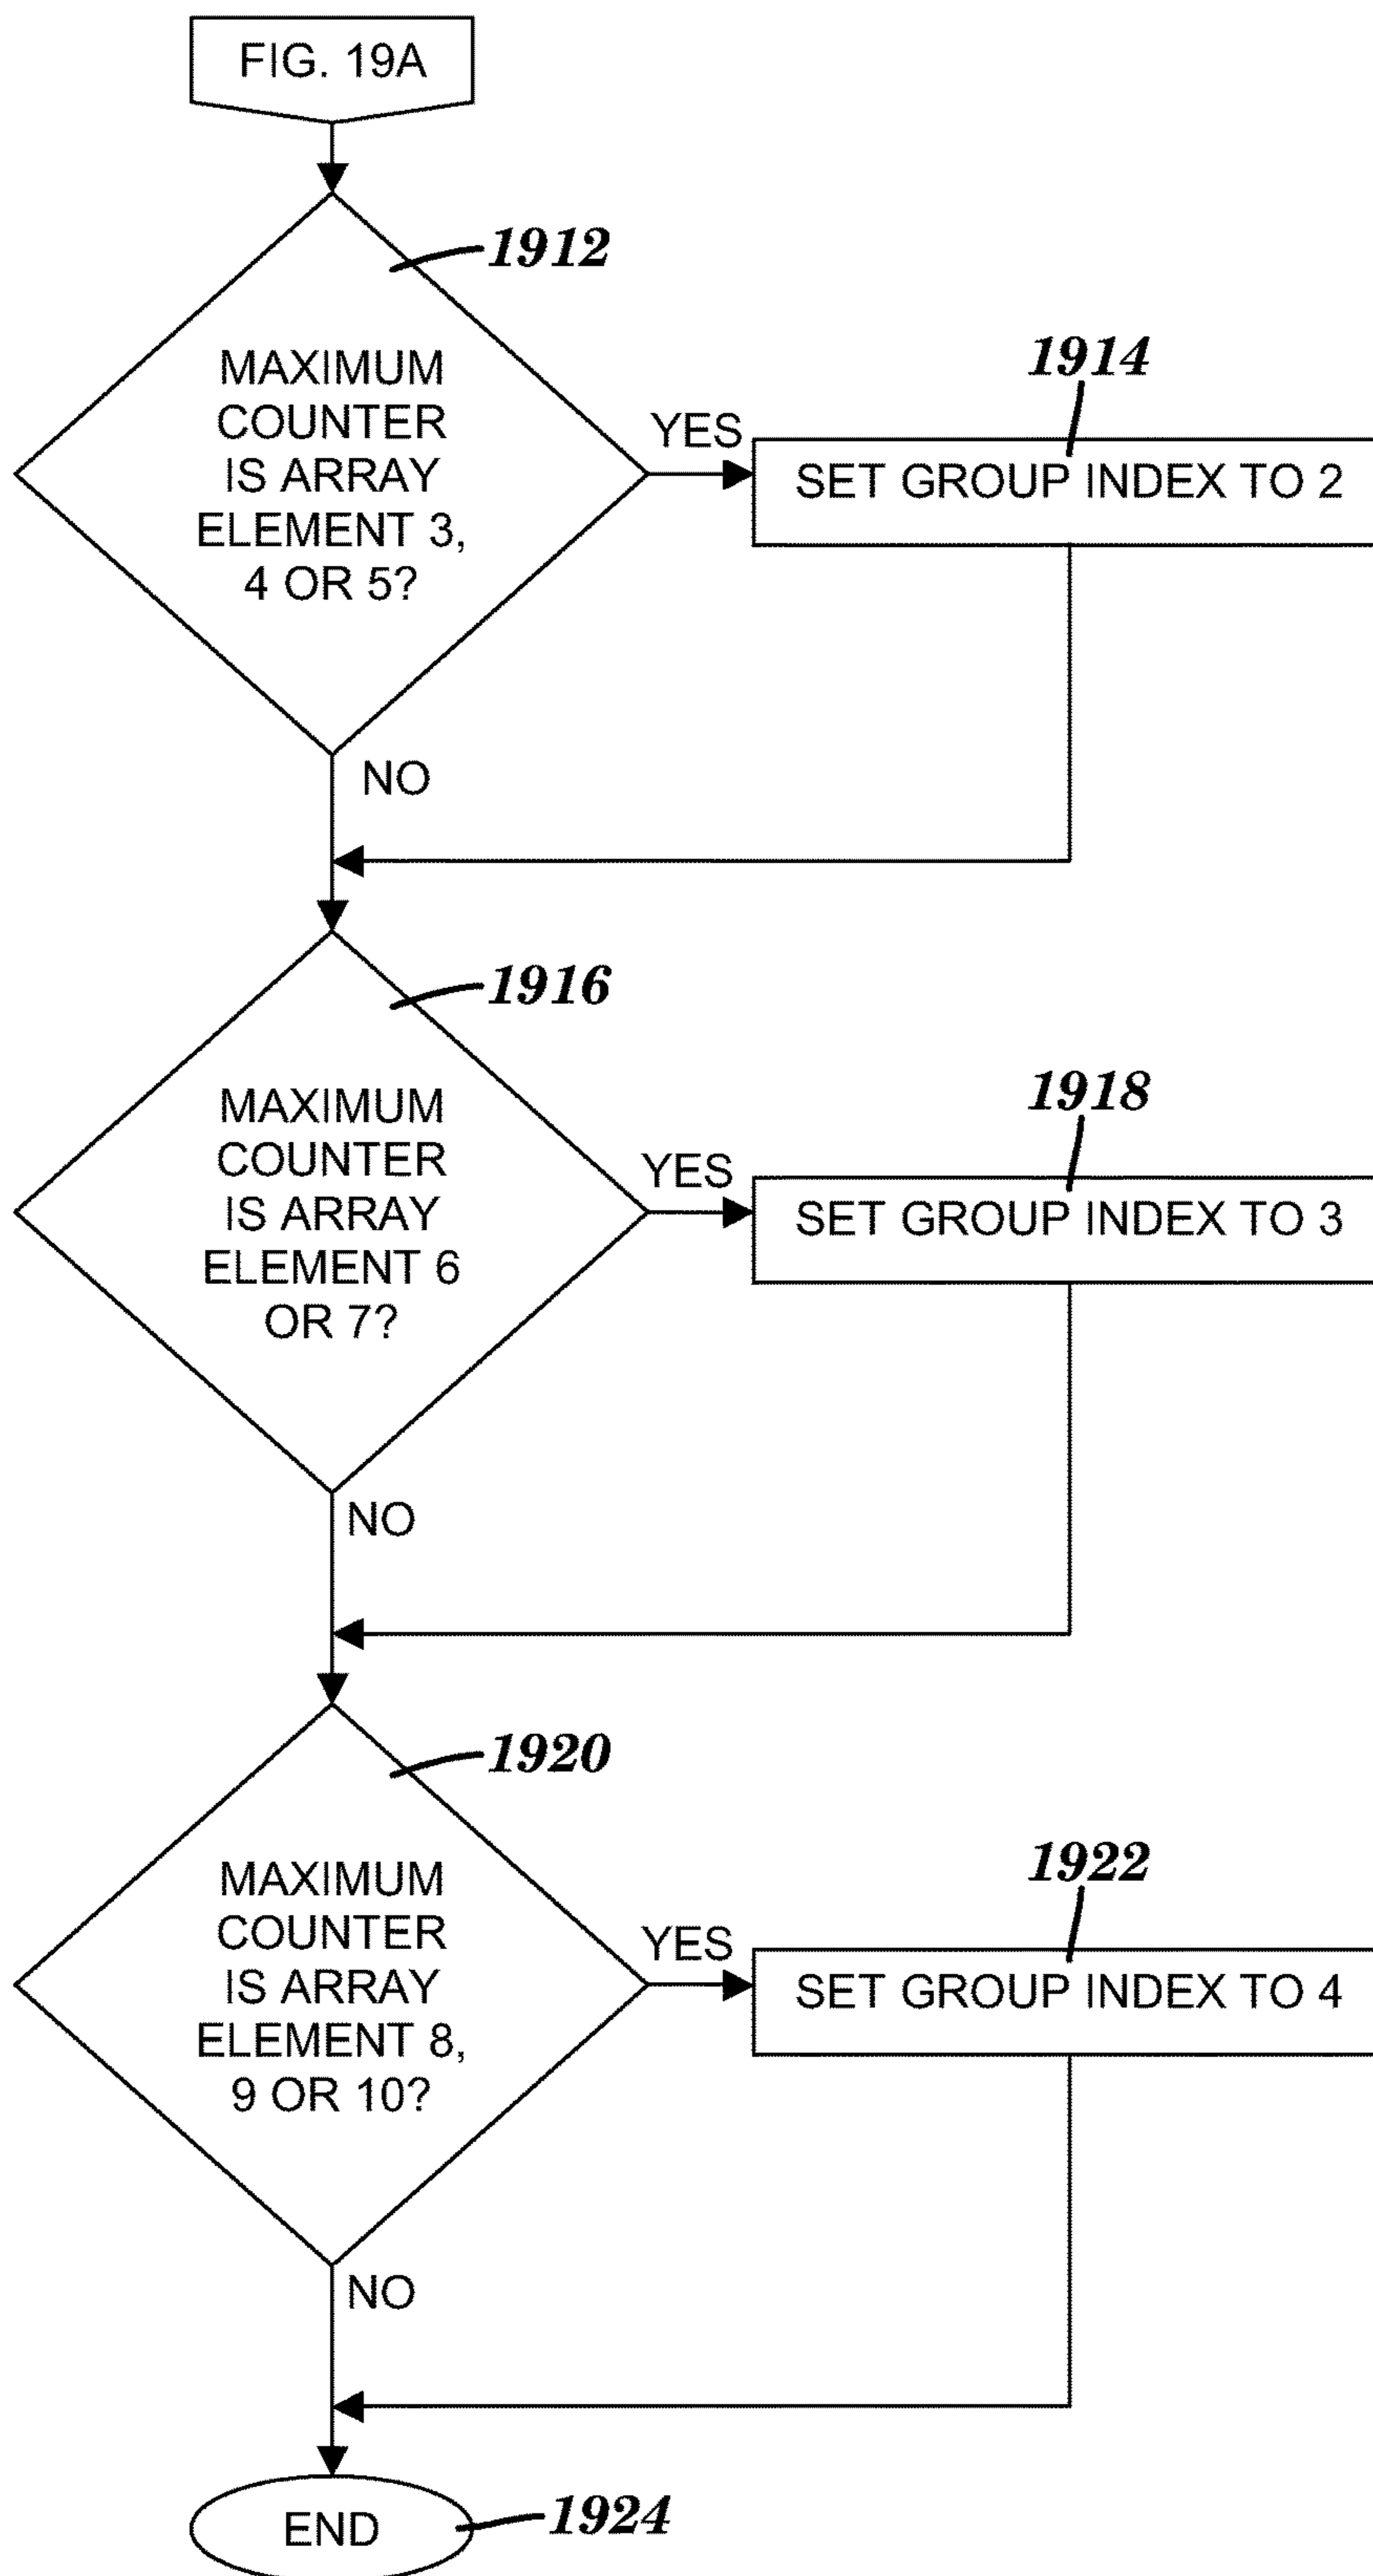 FIG. 19A
1912
MAXIMUM
COUNTER
IS ARRAY
ELEMENT 3,
4 OR 5?
YES
1914
SET GROUP INDEX TO 2
NO
1916
MAXIMUM
COUNTER
IS ARRAY
ELEMENT 6
OR 7?
YES
1918
SET GROUP INDEX TO 3
NO
1920
MAXIMUM
COUNTER
IS ARRAY
ELEMENT 8,
9 OR 10?
YES
1922
SET GROUP INDEX TO 4
NO
END
1924